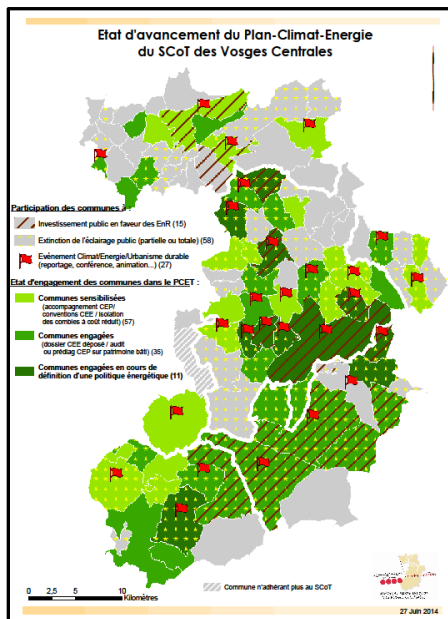 Etat d'avancement du Plan-Climat-Energie
du SCoT des Vosges Centrales
Participation des communes à :
Investissement public en faveur des EnR (15)
Extinction de l'éclairage public (partielle ou totale) (58)
Evènement Climat/Energie/Urbanisme durable
(reportage, conférence, animation...) (27)
Etat d'engagement des communes dans le PCET :
Communes sensibilisées
(accompagnement CEP/
conventions CEE / Isolation
des combles à coût réduit) (57)
Communes engagées
(dossier CEE déposé / audit
ou prédiag CEP sur patrimoine bâti) (35)
Communes engagées en cours de
définition d'une politique énergétique (11)
0 5 10
Kilomètres
Commune n'adhérant plus au SCoT
27 Juin 2014